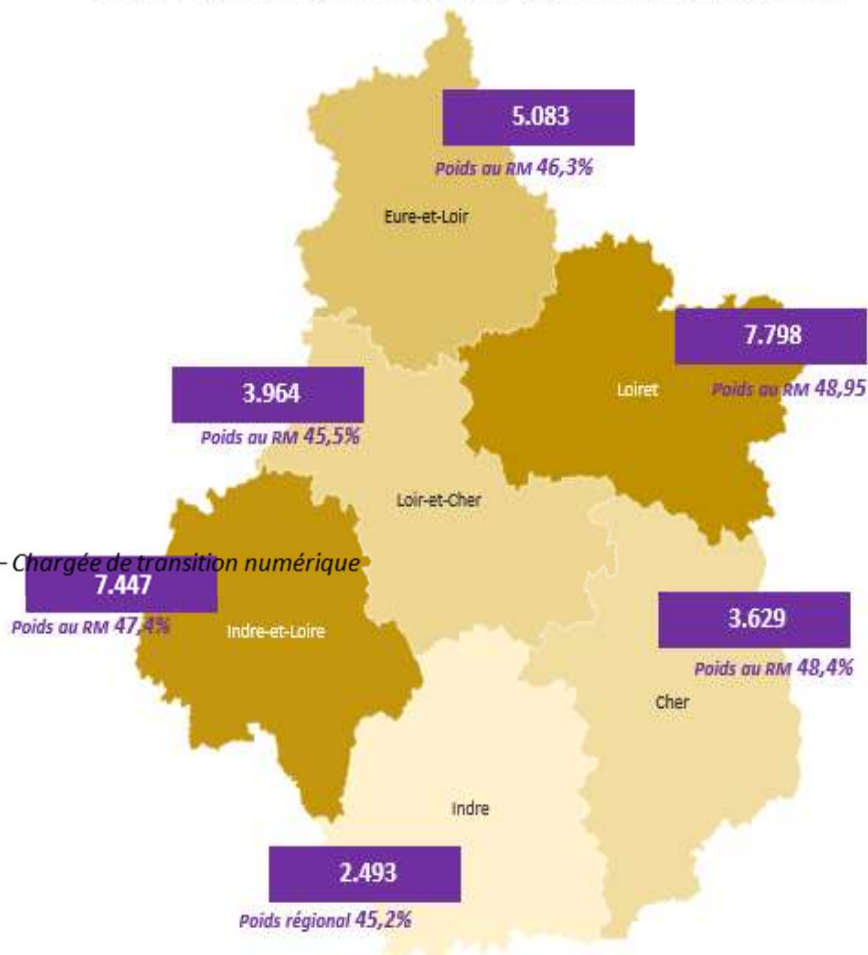 5.083
Poids au RM 46,3%
Eure-et-Loir
7.798
Poids au RM 48,95
Loiret
3.964
Poids au RM 45,5%
Loir-et-Cher
– Chargée de transition numérique
7.447
Poids au RM 47,4%
Indre-et-Loire
3.629
Poids au RM 48,4%
Cher
Indre
2.493
Poids régional 45,2%